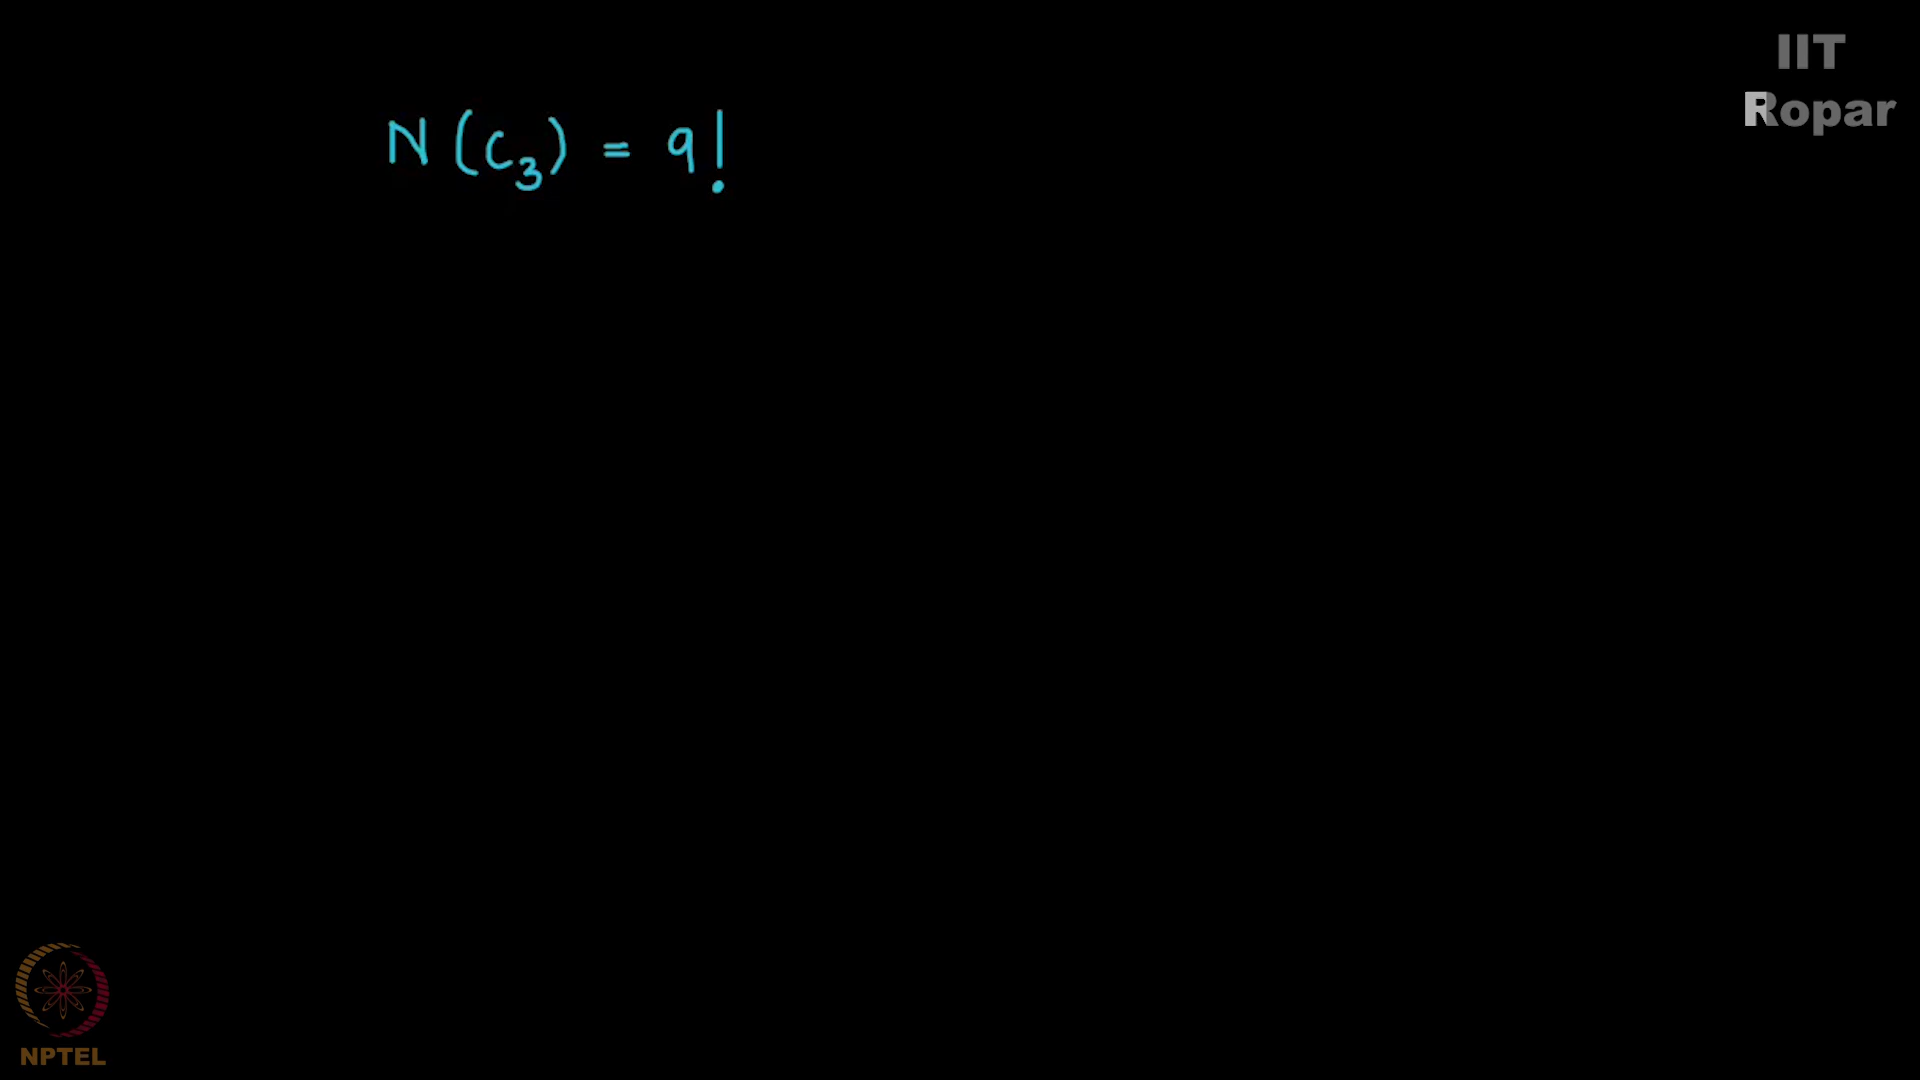 IIT
Ropar
N(c₃) = 9!
NPTEL